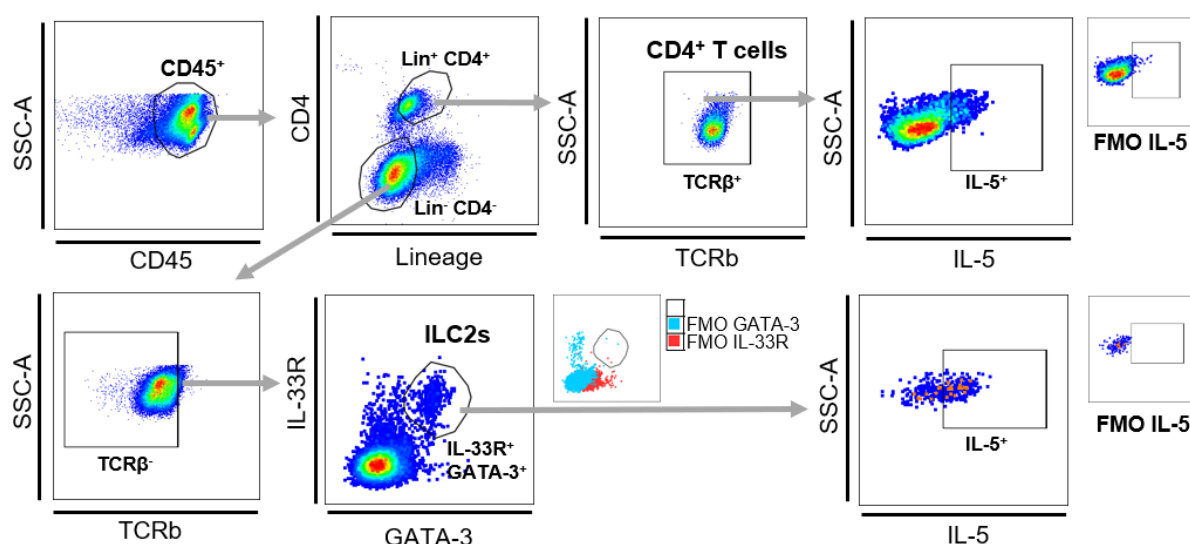 SSC-A
CD45⁺
CD45
CD4
Lin⁺ CD4⁺
Lin⁻ CD4⁻
Lineage
SSC-A
CD4⁺ T cells
TCRβ⁺
TCRb
SSC-A
IL-5⁺
IL-5
FMO IL-5
SSC-A
TCRβ⁻
TCRb
IL-33R
ILC2s
IL-33R⁺
GATA-3⁺
GATA-3
FMO GATA-3
FMO IL-33R
SSC-A
IL-5⁺
IL-5
FMO IL-5